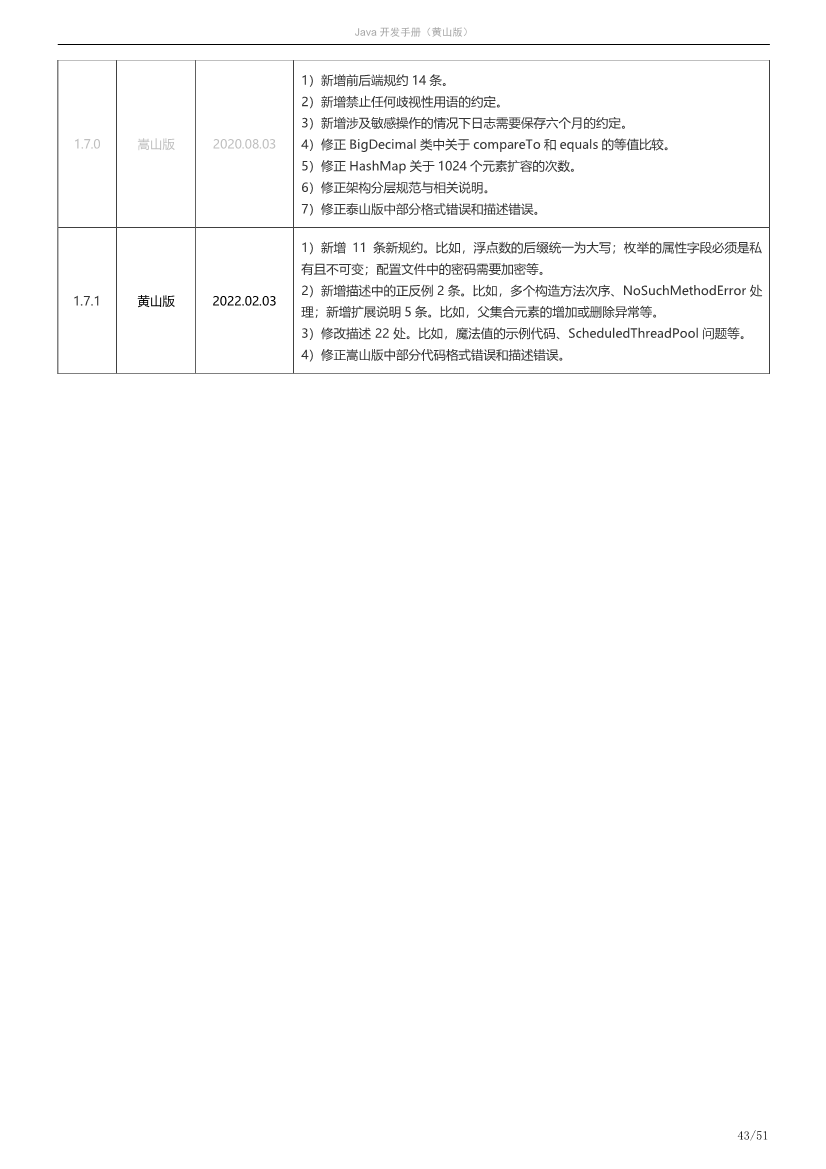 Java 开发手册（黄山版）
1.7.0
嵩山版
2020.08.03
1）新增前后端规约 14 条。
2）新增禁止任何歧视性用语的约定。
3）新增涉及敏感操作的情况下日志需要保存六个月的约定。
4）修正 BigDecimal 类中关于 compareTo 和 equals 的等值比较。
5）修正 HashMap 关于 1024 个元素扩容的次数。
6）修正架构分层规范与相关说明。
7）修正泰山版中部分格式错误和描述错误。
1.7.1
黄山版
2022.02.03
1）新增 11 条新规约。比如，浮点数的后缀统一为大写；枚举的属性字段必须是私
有且不可变；配置文件中的密码需要加密等。
2）新增描述中的正反例 2 条。比如，多个构造方法次序、NoSuchMethodError 处
理；新增扩展说明 5 条。比如，父集合元素的增加或删除异常等。
3）修改描述 22 处。比如，魔法值的示例代码、ScheduledThreadPool 问题等。
4）修正嵩山版中部分代码格式错误和描述错误。
43/51